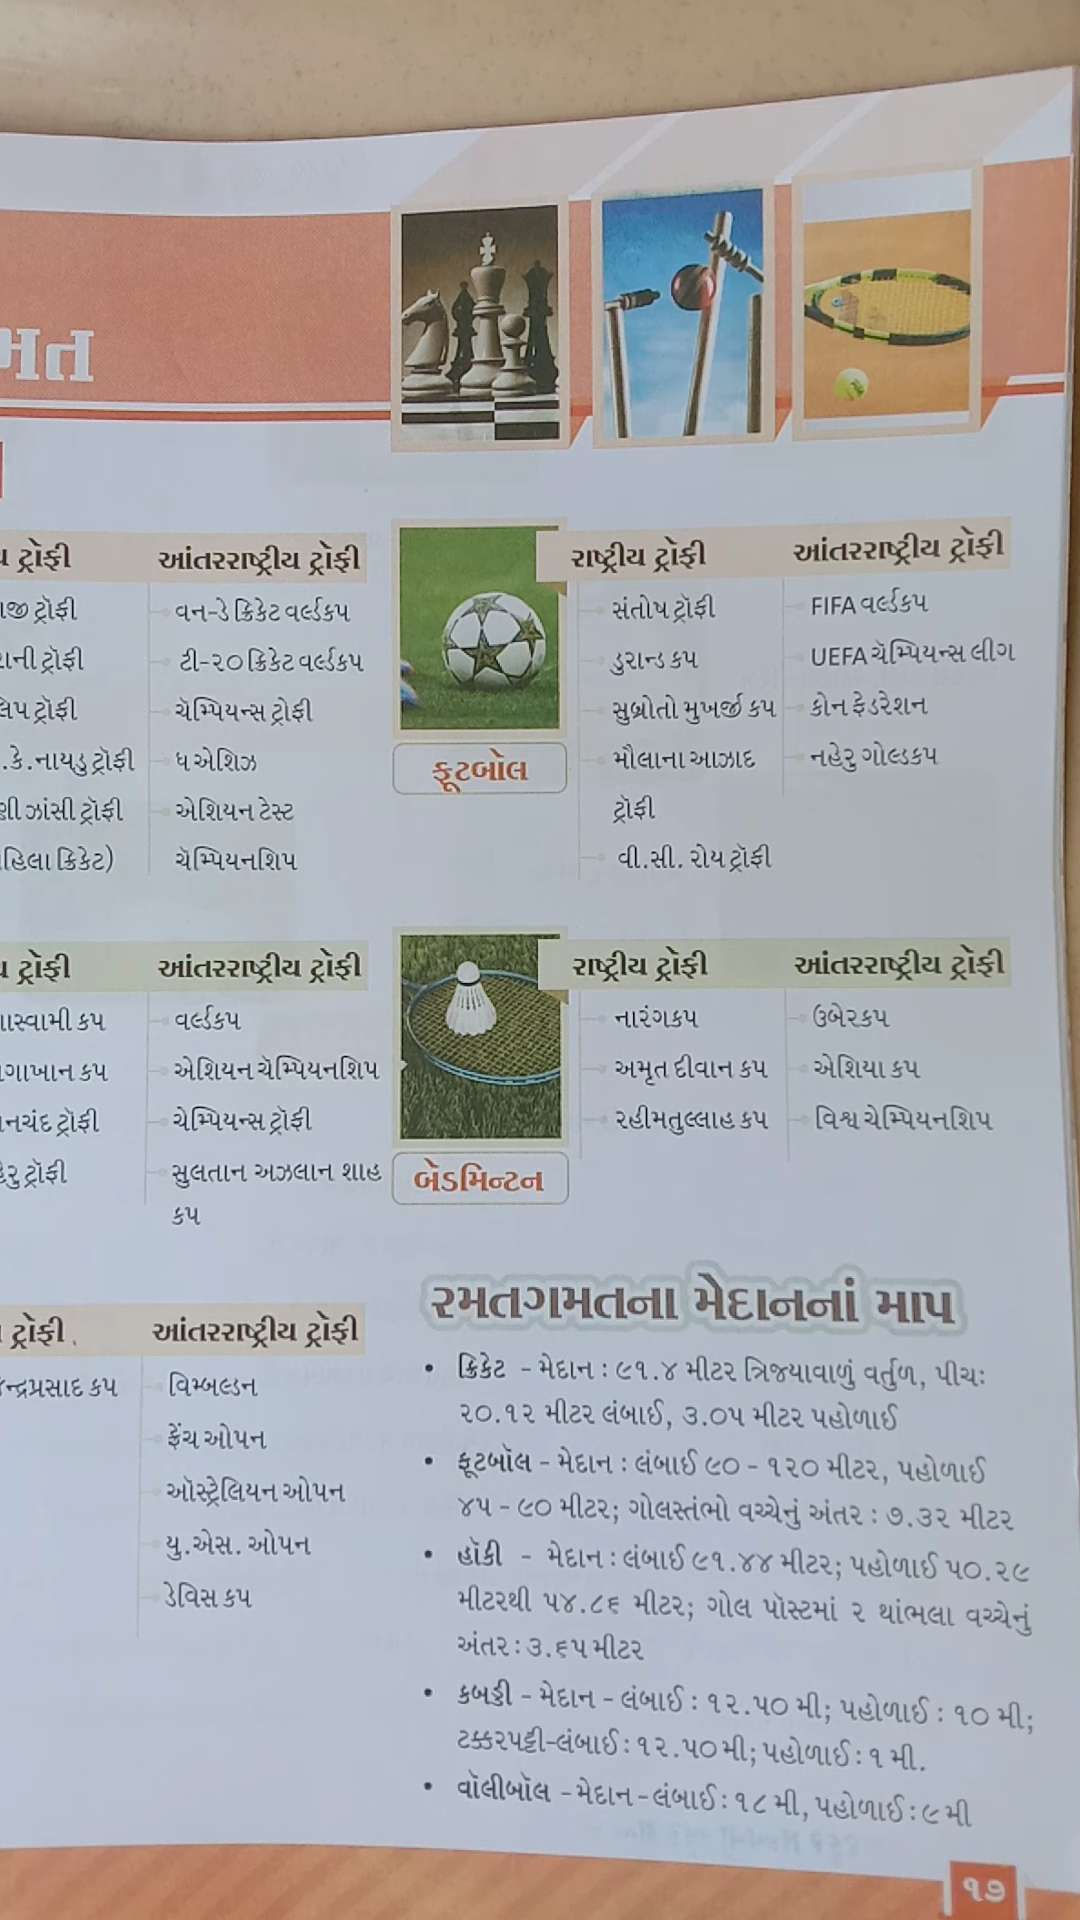 મત
ટ્રોફી
આંતરરાષ્ટ્રીય ટ્રોફી
ટ્રૉફી
વન-ડે ક્રિકેટ વર્લ્ડકપ
ટ્રૉફી
ટી-૨૦ ક્રિકેટ વર્લ્ડકપ
ટ્રૉફી
ચૅમ્પિયન્સ ટ્રોફી
.કે.નાયડુ ટ્રૉફી
ધ એશિઝ
ઝાંસી ટ્રૉફી
એશિયન ટેસ્ટ
ક્રિકેટ)
ચૅમ્પિયનશિપ
ફૂટબૉલ
રાષ્ટ્રીય ટ્રોફી
આંતરરાષ્ટ્રીય ટ્રોફી
સંતોષ ટ્રૉફી
FIFA વર્લ્ડકપ
ડુરાન્ડ કપ
UEFA ચૅમ્પિયન્સ લીગ
સુબ્રોતો મુખર્જી કપ
કોન ફેડરેશન
મૌલાના આઝાદ
નહેરુ ગોલ્ડકપ
ટ્રૉફી
વી.સી. રોય ટ્રૉફી
ટ્રોફી
આંતરરાષ્ટ્રીય ટ્રોફી
કપ
વર્લ્ડકપ
કપ
એશિયન ચૅમ્પિયનશિપ
ટ્રૉફી
ચેમ્પિયન્સ ટ્રૉફી
ટ્રૉફી
સુલતાન અઝલાન શાહ
કપ
બેડમિન્ટન
રાષ્ટ્રીય ટ્રોફી
આંતરરાષ્ટ્રીય ટ્રોફી
નારંગકપ
ઉબેરકપ
અમૃત દીવાન કપ
એશિયા કપ
રહીમતુલ્લાહ કપ
વિશ્વ ચેમ્પિયનશિપ
ટ્રોફી
આંતરરાષ્ટ્રીય ટ્રોફી
કપ
વિમ્બલ્ડન
ફ્રેંચ ઓપન
ઑસ્ટ્રેલિયન ઓપન
યુ.એસ. ઓપન
ડેવિસ કપ
રમતગમતના મેદાનનાં માપ
• ક્રિકેટ - મેદાન : ૯૧.૪ મીટર ત્રિજ્યાવાળું વર્તુળ, પીચઃ
૨૦.૧૨ મીટર લંબાઈ, ૩.૦૫ મીટર પહોળાઈ
• ફૂટબૉલ - મેદાન : લંબાઈ ૯૦ - ૧૨૦ મીટર, પહોળાઈ
૪૫ - ૯૦ મીટર; ગોલસ્તંભો વચ્ચેનું અંતર : ૭.૩૨ મીટર
• હૉકી - મેદાન : લંબાઈ ૯૧.૪૪ મીટર; પહોળાઈ ૫૦.૨૯
મીટરથી ૫૪.૮૬ મીટર; ગોલ પૉસ્ટમાં ૨ થાંભલા વચ્ચેનું
અંતર : ૩.૬૫ મીટર
• કબડ્ડી - મેદાન - લંબાઈ : ૧૨.૫૦ મી; પહોળાઈ : ૧૦ મી;
ટક્કરપટ્ટી-લંબાઈ : ૧૨.૫૦ મી; પહોળાઈ : ૧ મી.
• વૉલીબૉલ - મેદાન - લંબાઈ : ૧૮ મી, પહોળાઈ : ૯ મી
૧૭